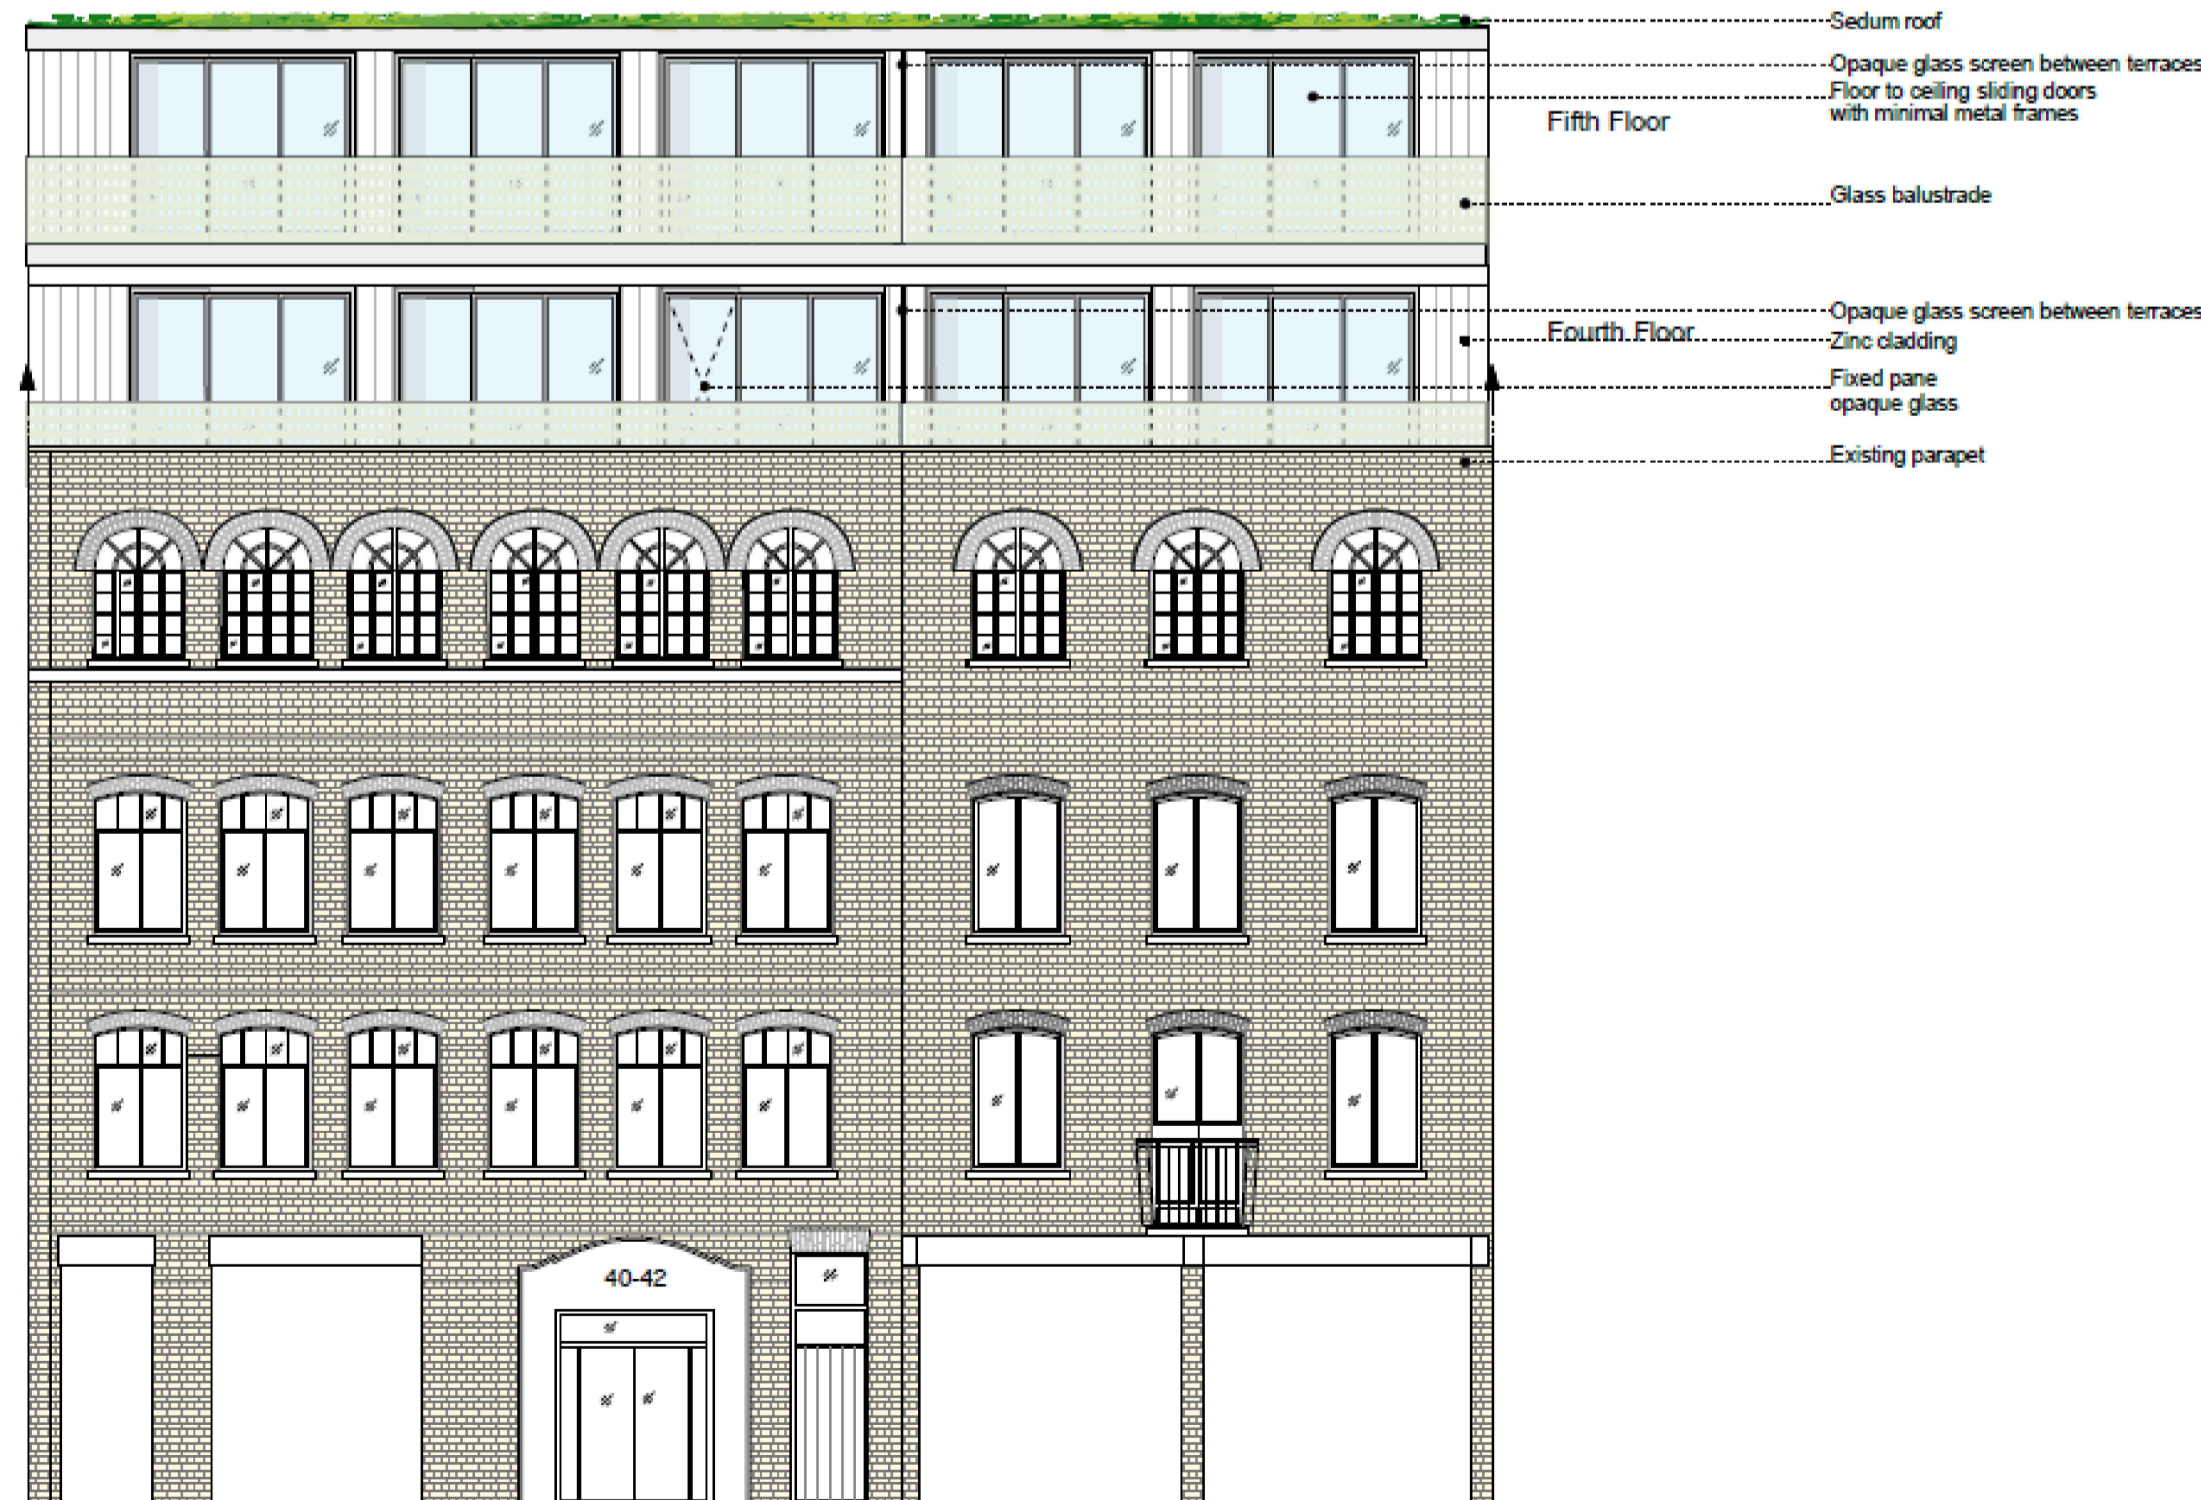 Sedum roof
Opaque glass screen between terraces
Floor to ceiling sliding doors
with minimal metal frames
Fifth Floor
Glass balustrade
Opaque glass screen between terraces
Fourth Floor
Zinc cladding
Fixed pane
opaque glass
Existing parapet
40-42